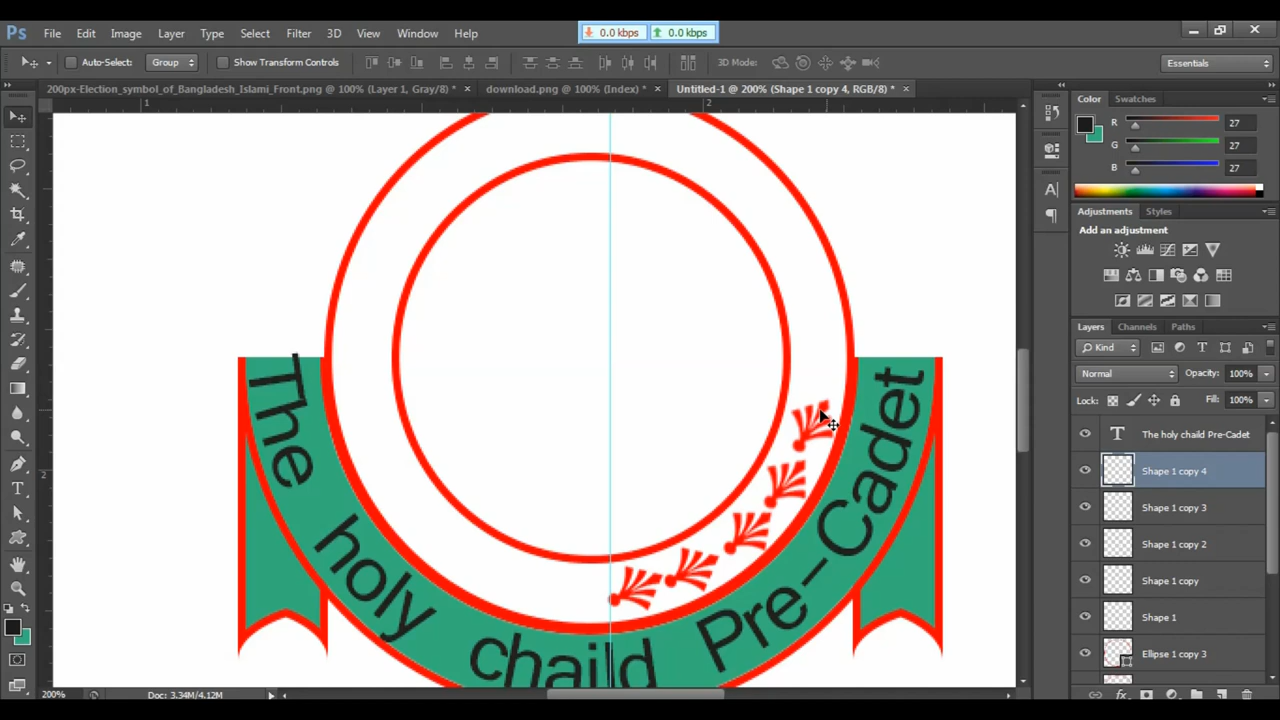 Ps File Edit Image Layer Type Select Filter 3D View Window Help
0.0 kbps 0.0 kbps
Auto-Select: Group Show Transform Controls 3D Mode: Essentials
200px-Election_symbol_of_Bangladesh_Islami_Front.png @ 100% (Layer 1, Gray/8) * × download.png @ 100% (Index) * × Untitled-1 @ 200% (Shape 1 copy 4, RGB/8) * ×
1 2
2
Color Swatches
R 27
G 27
B 27
Adjustments Styles
Add an adjustment
Layers Channels Paths
Kind
Normal Opacity: 100%
Lock: Fill: 100%
T The holy chaild Pre-Cadet
Shape 1 copy 4
Shape 1 copy 3
Shape 1 copy 2
Shape 1 copy
Shape 1
Ellipse 1 copy 3
The holy chaild Pre-Cadet
200% Doc: 3.34M/4.12M